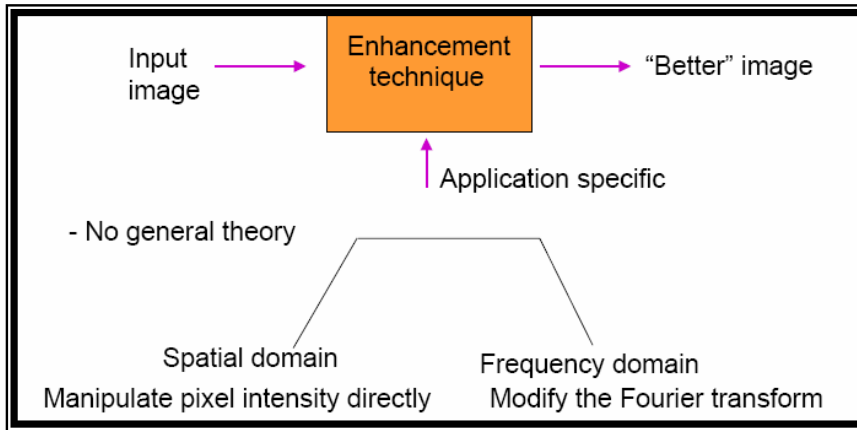 Input
image
Enhancement
technique
“Better” image
Application specific
- No general theory
Spatial domain
Manipulate pixel intensity directly
Frequency domain
Modify the Fourier transform